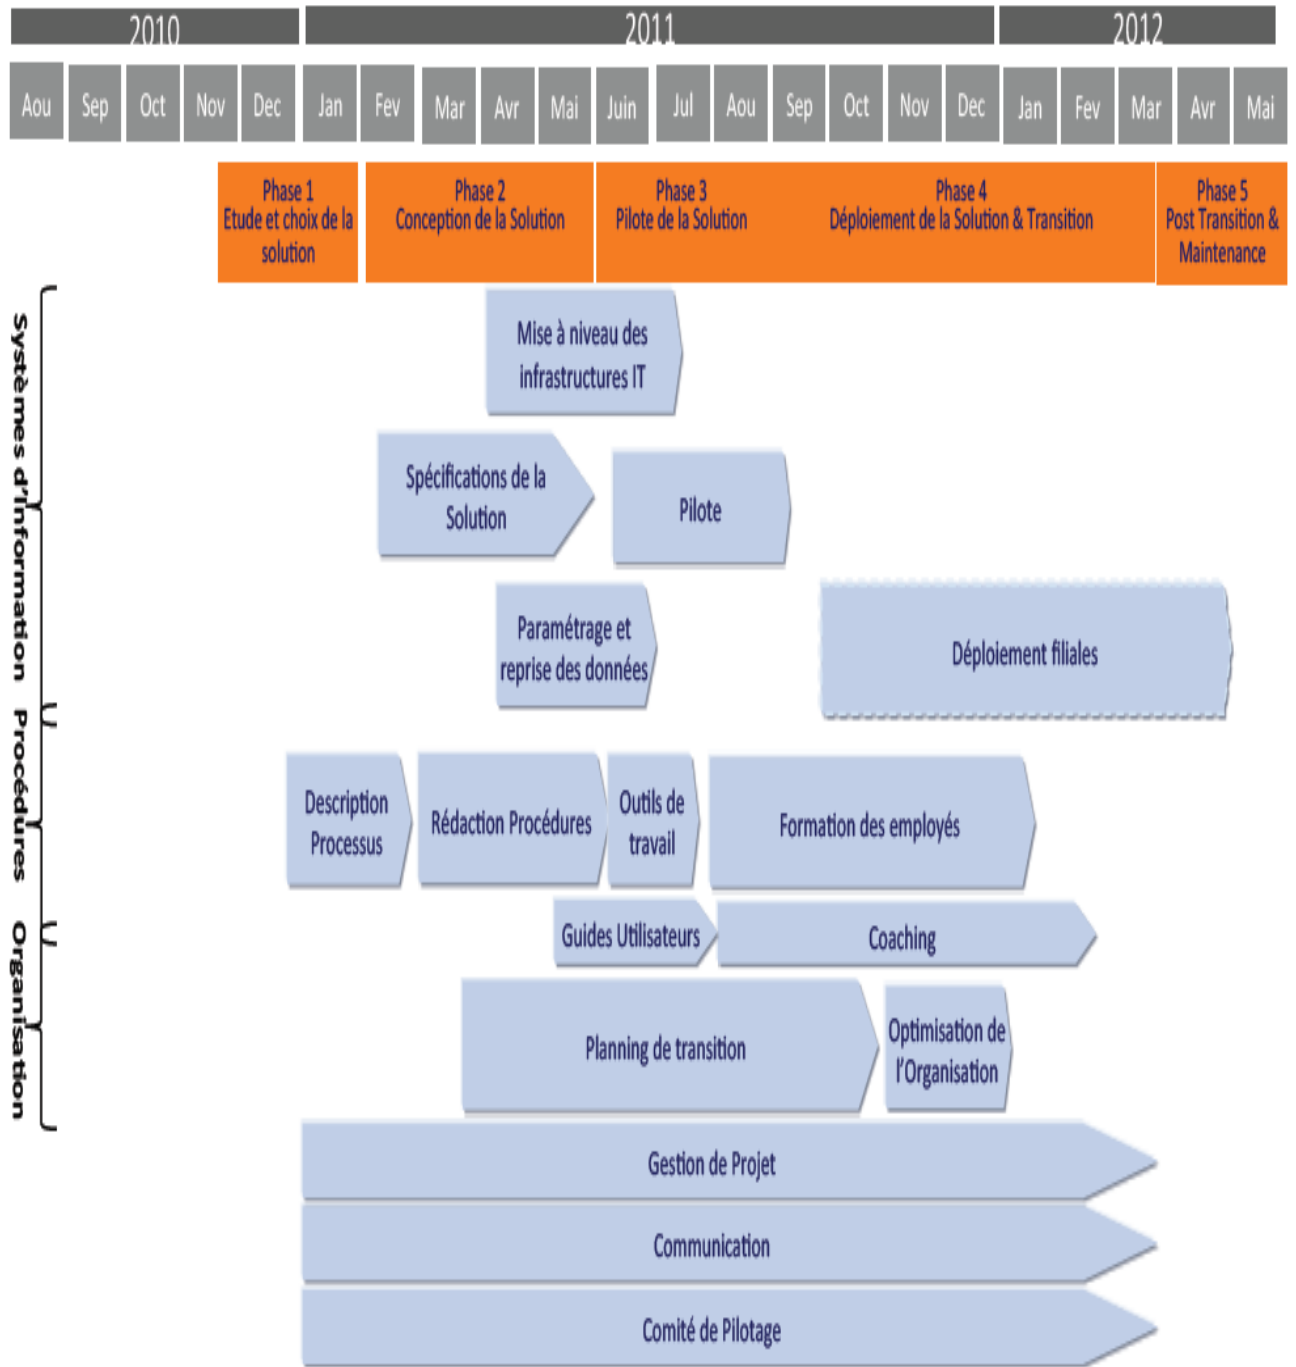 2010
2011
2012
Aou Sep Oct Nov Dec Jan Fev Mar Avr Mai Juin Jul Aou Sep Oct Nov Dec Jan Fev Mar Avr Mai
Phase 1
Etude et choix de la
solution
Phase 2
Conception de la Solution
Phase 3
Pilote de la Solution
Phase 4
Déploiement de la Solution & Transition
Phase 5
Post Transition &
Maintenance
Systèmes d'Information
Mise à niveau des
infrastructures IT
Spécifications de la
Solution
Pilote
Paramétrage et
reprise des données
Déploiement filiales
Procédures
Description
Processus
Rédaction Procédures
Outils de
travail
Formation des employés
Guides Utilisateurs
Coaching
Organisation
Planning de transition
Optimisation de
l'Organisation
Gestion de Projet
Communication
Comité de Pilotage